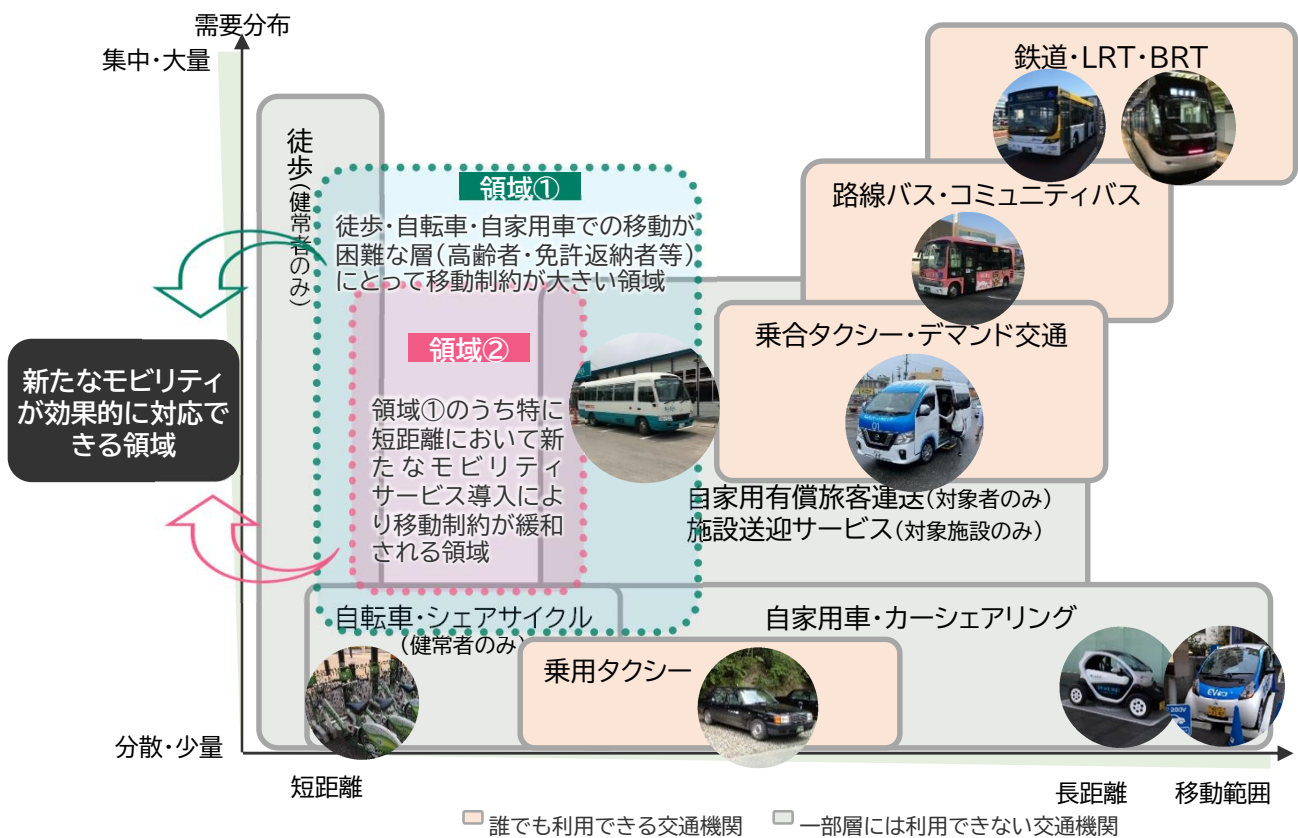 需要分布
集中・大量
鉄道・LRT・BRT
徒歩(健常者のみ)
領域①
徒歩・自転車・自家用車での移動が
困難な層(高齢者・免許返納者等)
にとって移動制約が大きい領域
路線バス・コミュニティバス
領域②
領域①のうち特に
短距離において新
たなモビリティ
サービス導入によ
り移動制約が緩和
される領域
乗合タクシー・デマンド交通
新たなモビリティ
が効果的に対応で
きる領域
自家用有償旅客運送(対象者のみ)
施設送迎サービス(対象施設のみ)
自転車・シェアサイクル
(健常者のみ)
自家用車・カーシェアリング
乗用タクシー
分散・少量
短距離
長距離
移動範囲
誰でも利用できる交通機関
一部層には利用できない交通機関
01
EV
200V